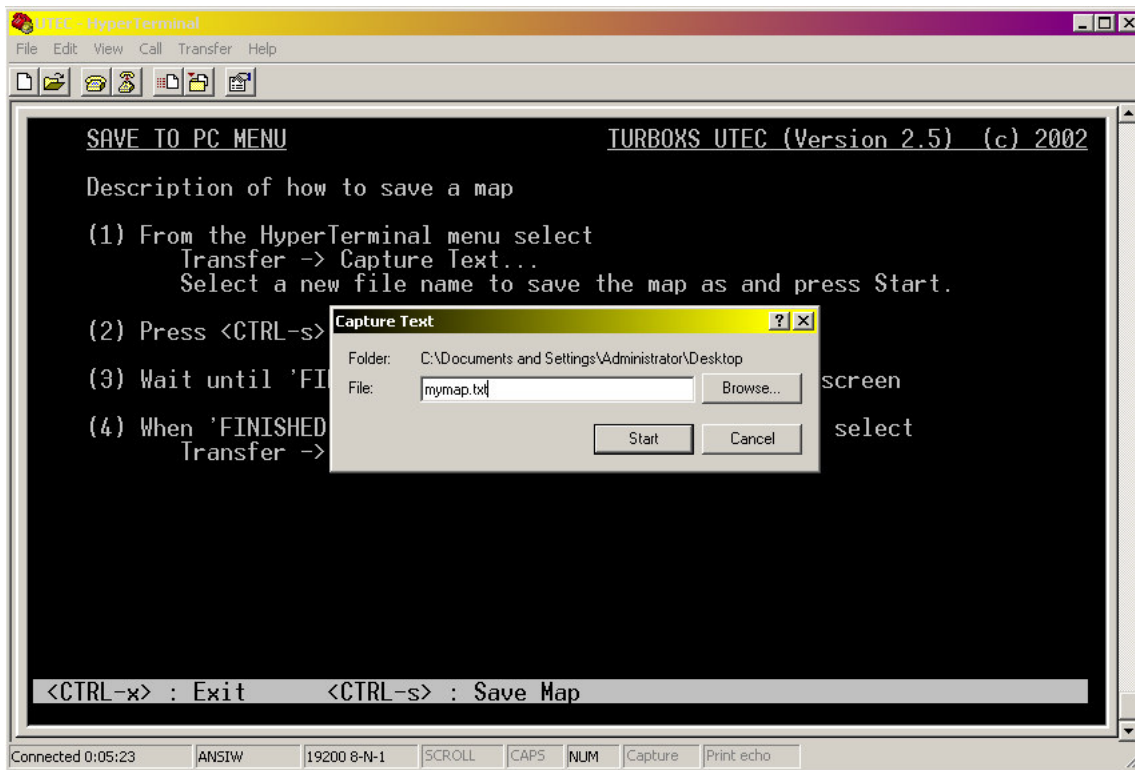 UTEC - HyperTerminal
File Edit View Call Transfer Help
SAVE TO PC MENU TURBOXS UTEC (Version 2.5) (c) 2002
Description of how to save a map
(1) From the HyperTerminal menu select
Transfer -> Capture Text...
Select a new file name to save the map as and press Start.
(2) Press <CTRL-s>
(3) Wait until 'FI screen
(4) When 'FINISHED select
Transfer ->
Capture Text
Folder: C:\Documents and Settings\Administrator\Desktop
File: mymap.txt Browse...
Start Cancel
<CTRL-x> : Exit <CTRL-s> : Save Map
Connected 0:05:23 ANSIW 19200 8-N-1 SCROLL CAPS NUM Capture Print echo